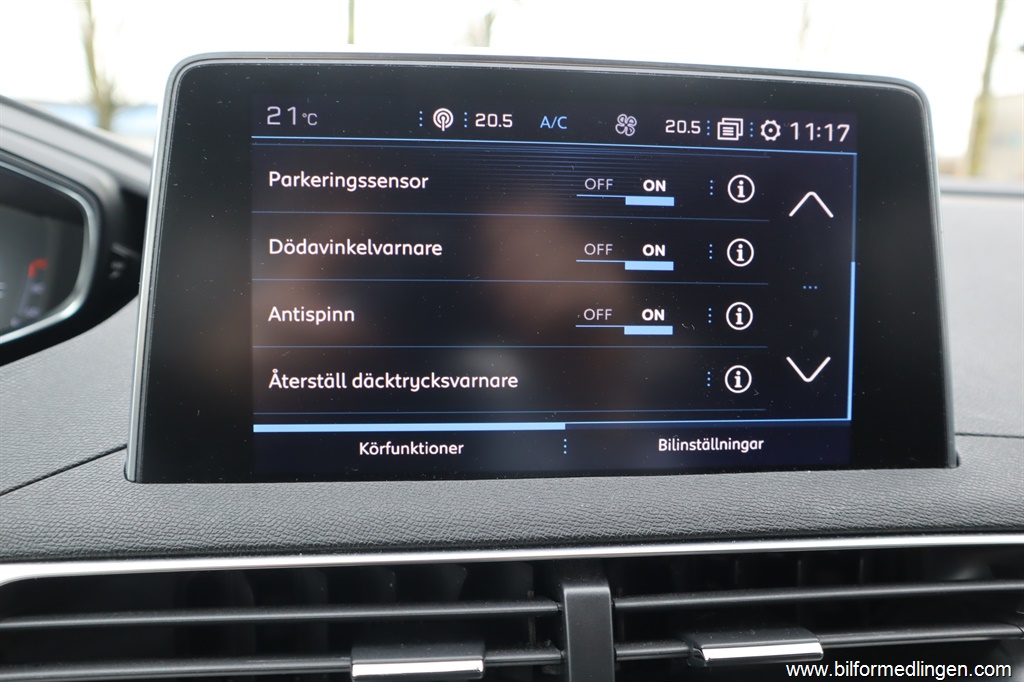 21°C 20.5 A/C 20.5 11:17
Parkeringssensor OFF ON
Dödavinkelvarnare OFF ON
Antispinn OFF ON
Återställ däcktrycksvarnare
Körfunktioner Bilinställningar
www.bilformedlingen.com